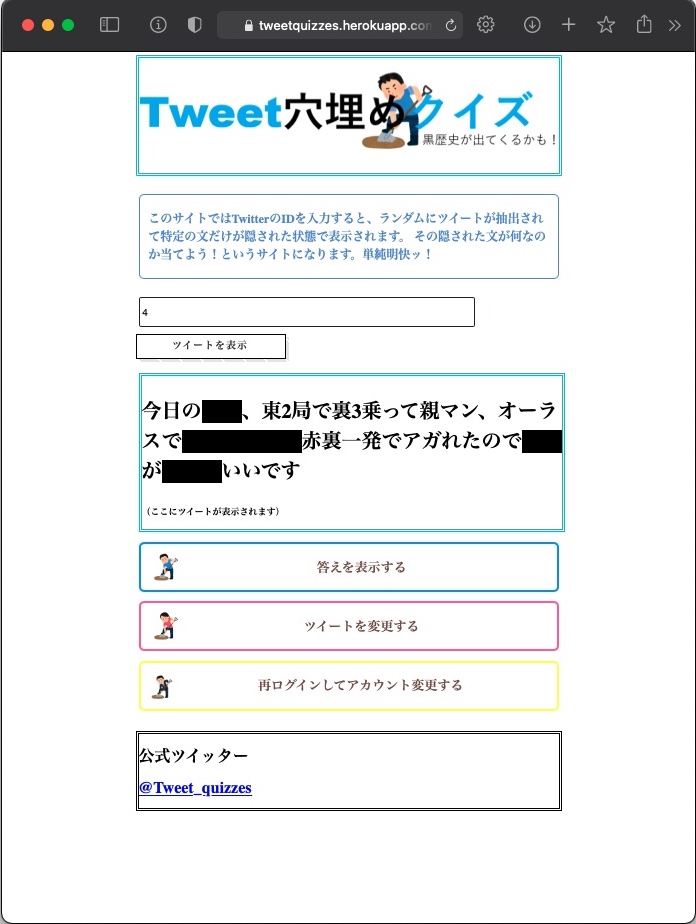 tweetquizzes.herokuapp.com
Tweet穴埋めクイズ
黒歴史が出てくるかも！
このサイトではTwitterのIDを入力すると、ランダムにツイートが抽出され
て特定の文だけが隠された状態で表示されます。 その隠された文が何なの
か当てよう！というサイトになります。単純明快ッ！
4
ツイートを表示
今日の、東2局で裏3乗って親マン、オーラ
スで赤裏一発でアガれたので
がいいです
（ここにツイートが表示されます）
答えを表示する
ツイートを変更する
再ログインしてアカウント変更する
公式ツイッター
@Tweet_quizzes